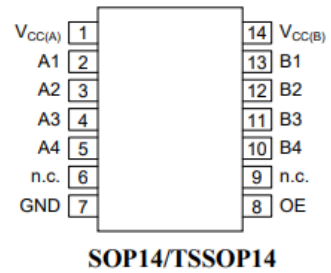 VCC(A) 1 14 VCC(B)
A1 2 13 B1
A2 3 12 B2
A3 4 11 B3
A4 5 10 B4
n.c. 6 9 n.c.
GND 7 8 OE
SOP14/TSSOP14